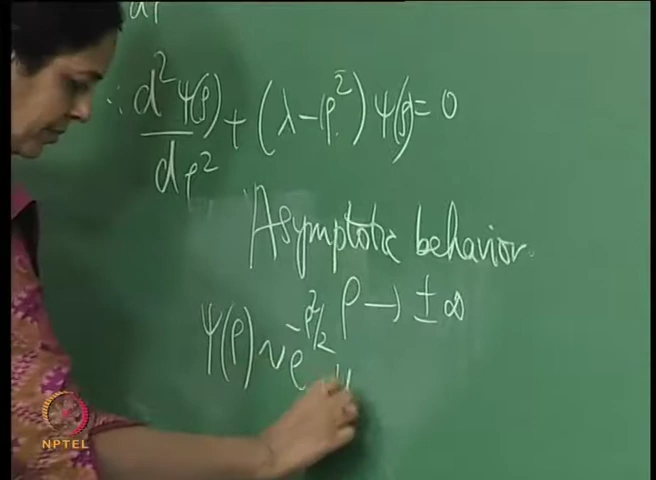 ∴ d²ψ(ρ)/dρ² + (λ − ρ²) ψ(ρ) = 0
Asymptotic behavior
ρ → ± ∞
ψ(ρ) ~ e^{-ρ²/2}
NPTEL